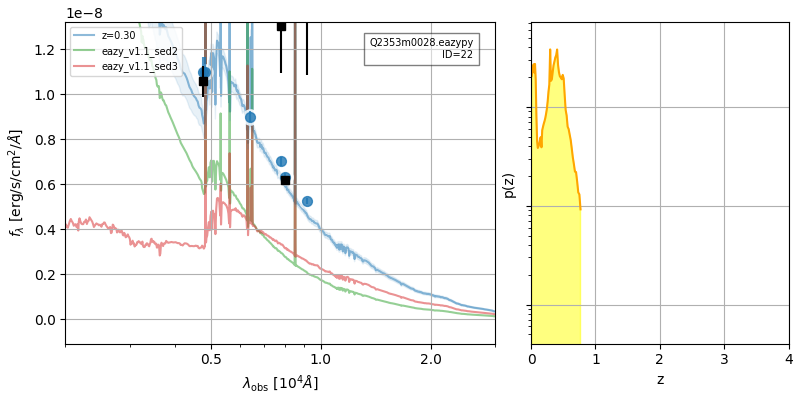 1e−8
z=0.30
eazy_v1.1_sed2
eazy_v1.1_sed3
Q2353m0028.eazypy
ID=22
1.2
1.0
0.8
0.6
0.4
0.2
0.0
f_λ [erg/s/cm²/Å]
0.5 1.0 2.0
λ_obs [10⁴Å]
p(z)
0 1 2 3 4
z